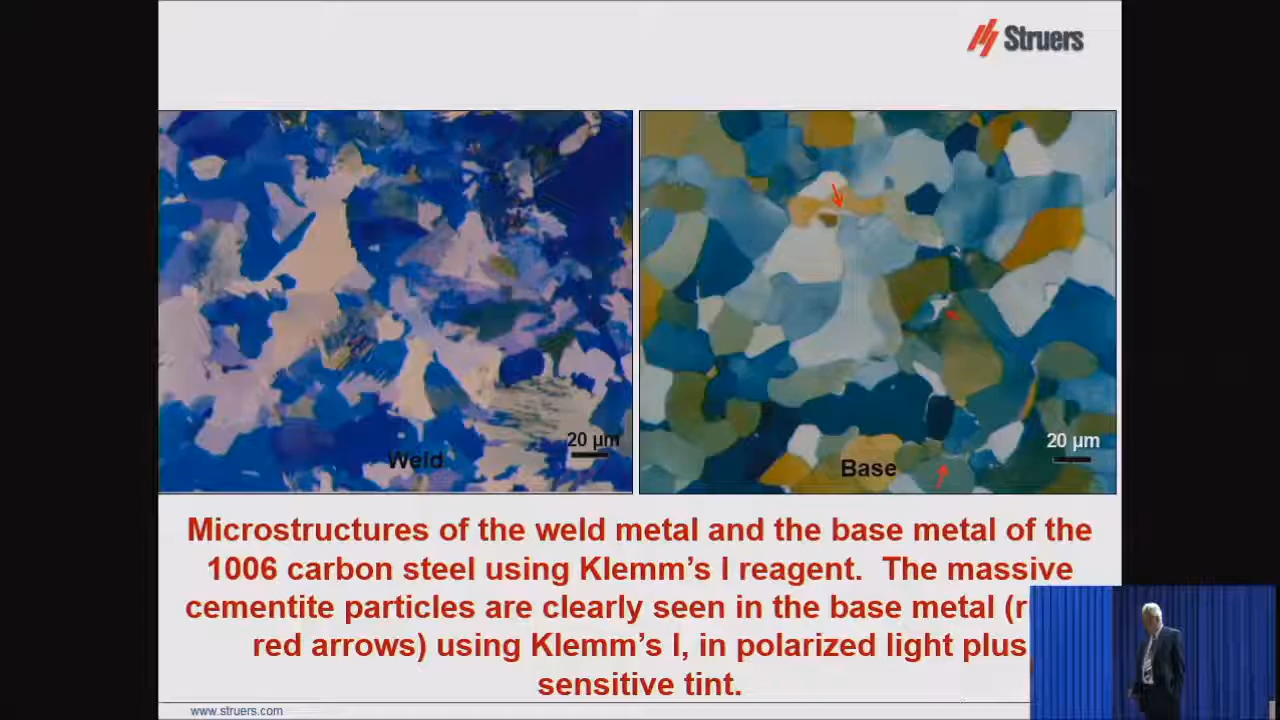 Struers
20 µm
Weld
20 µm
Base
Microstructures of the weld metal and the base metal of the
1006 carbon steel using Klemm's I reagent. The massive
cementite particles are clearly seen in the base metal (r
red arrows) using Klemm's I, in polarized light plus
sensitive tint.
www.struers.com